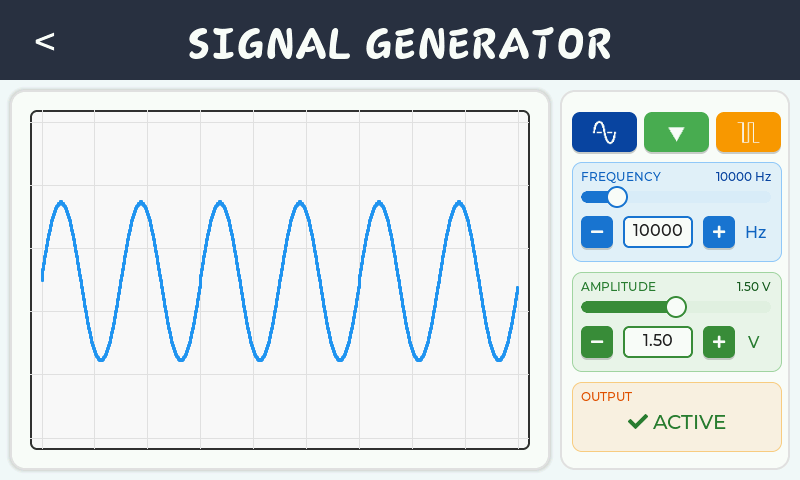 < SIGNAL GENERATOR
FREQUENCY 10000 Hz
− 10000 + Hz
AMPLITUDE 1.50 V
− 1.50 + V
OUTPUT
ACTIVE